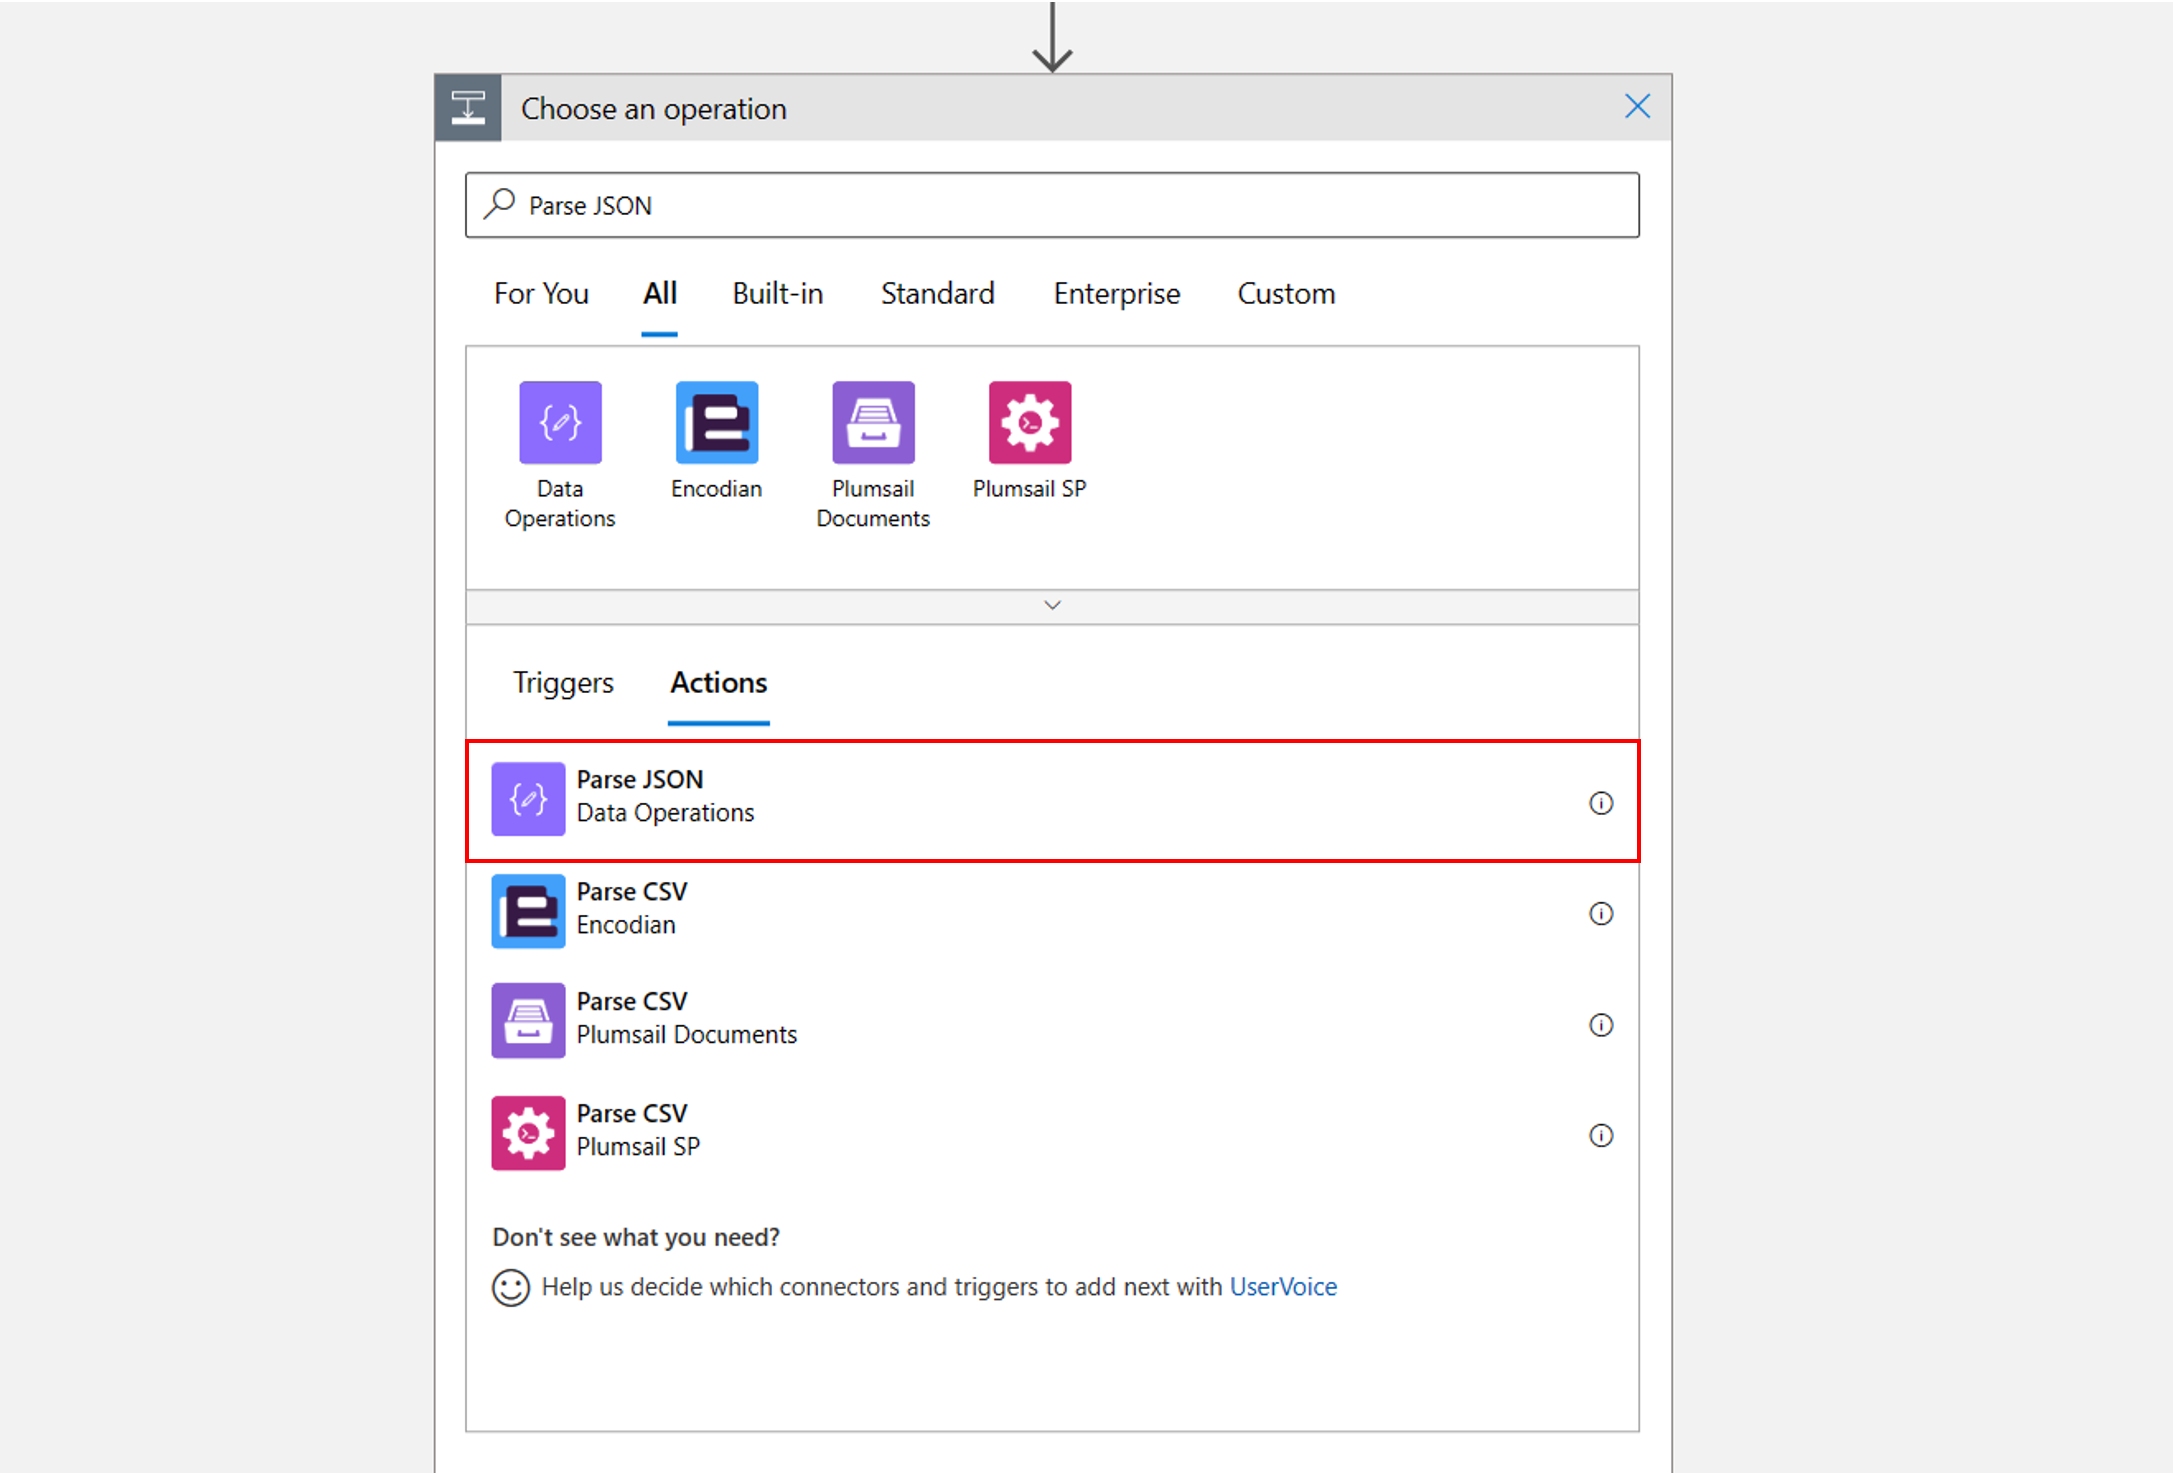 Choose an operation
Parse JSON
For You All Built-in Standard Enterprise Custom
Data Operations
Encodian
Plumsail Documents
Plumsail SP
Triggers Actions
Parse JSON
Data Operations
Parse CSV
Encodian
Parse CSV
Plumsail Documents
Parse CSV
Plumsail SP
Don't see what you need?
Help us decide which connectors and triggers to add next with UserVoice